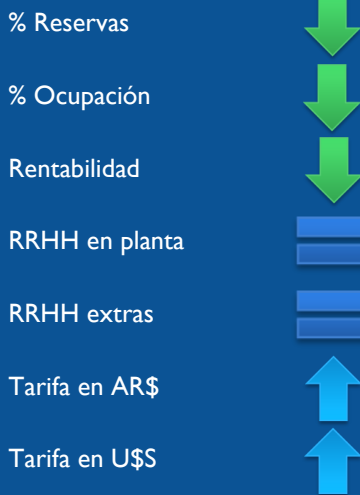 % Reservas
% Ocupación
Rentabilidad
RRHH en planta
RRHH extras
Tarifa en AR$
Tarifa en U$S